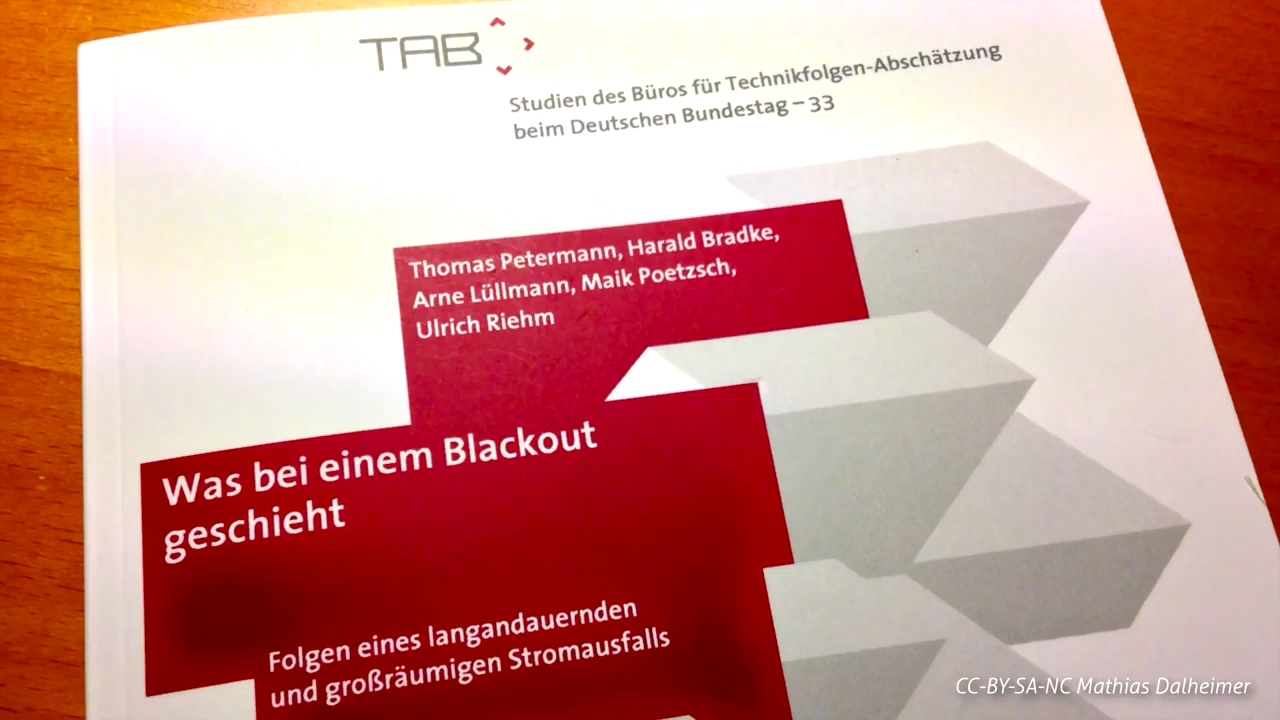 TAB
Studien des Büros für Technikfolgen-Abschätzung
beim Deutschen Bundestag – 33
Thomas Petermann, Harald Bradke,
Arne Lüllmann, Maik Poetzsch,
Ulrich Riehm
Was bei einem Blackout
geschieht
Folgen eines langandauernden
und großräumigen Stromausfalls
CC-BY-SA-NC Mathias Dalheimer